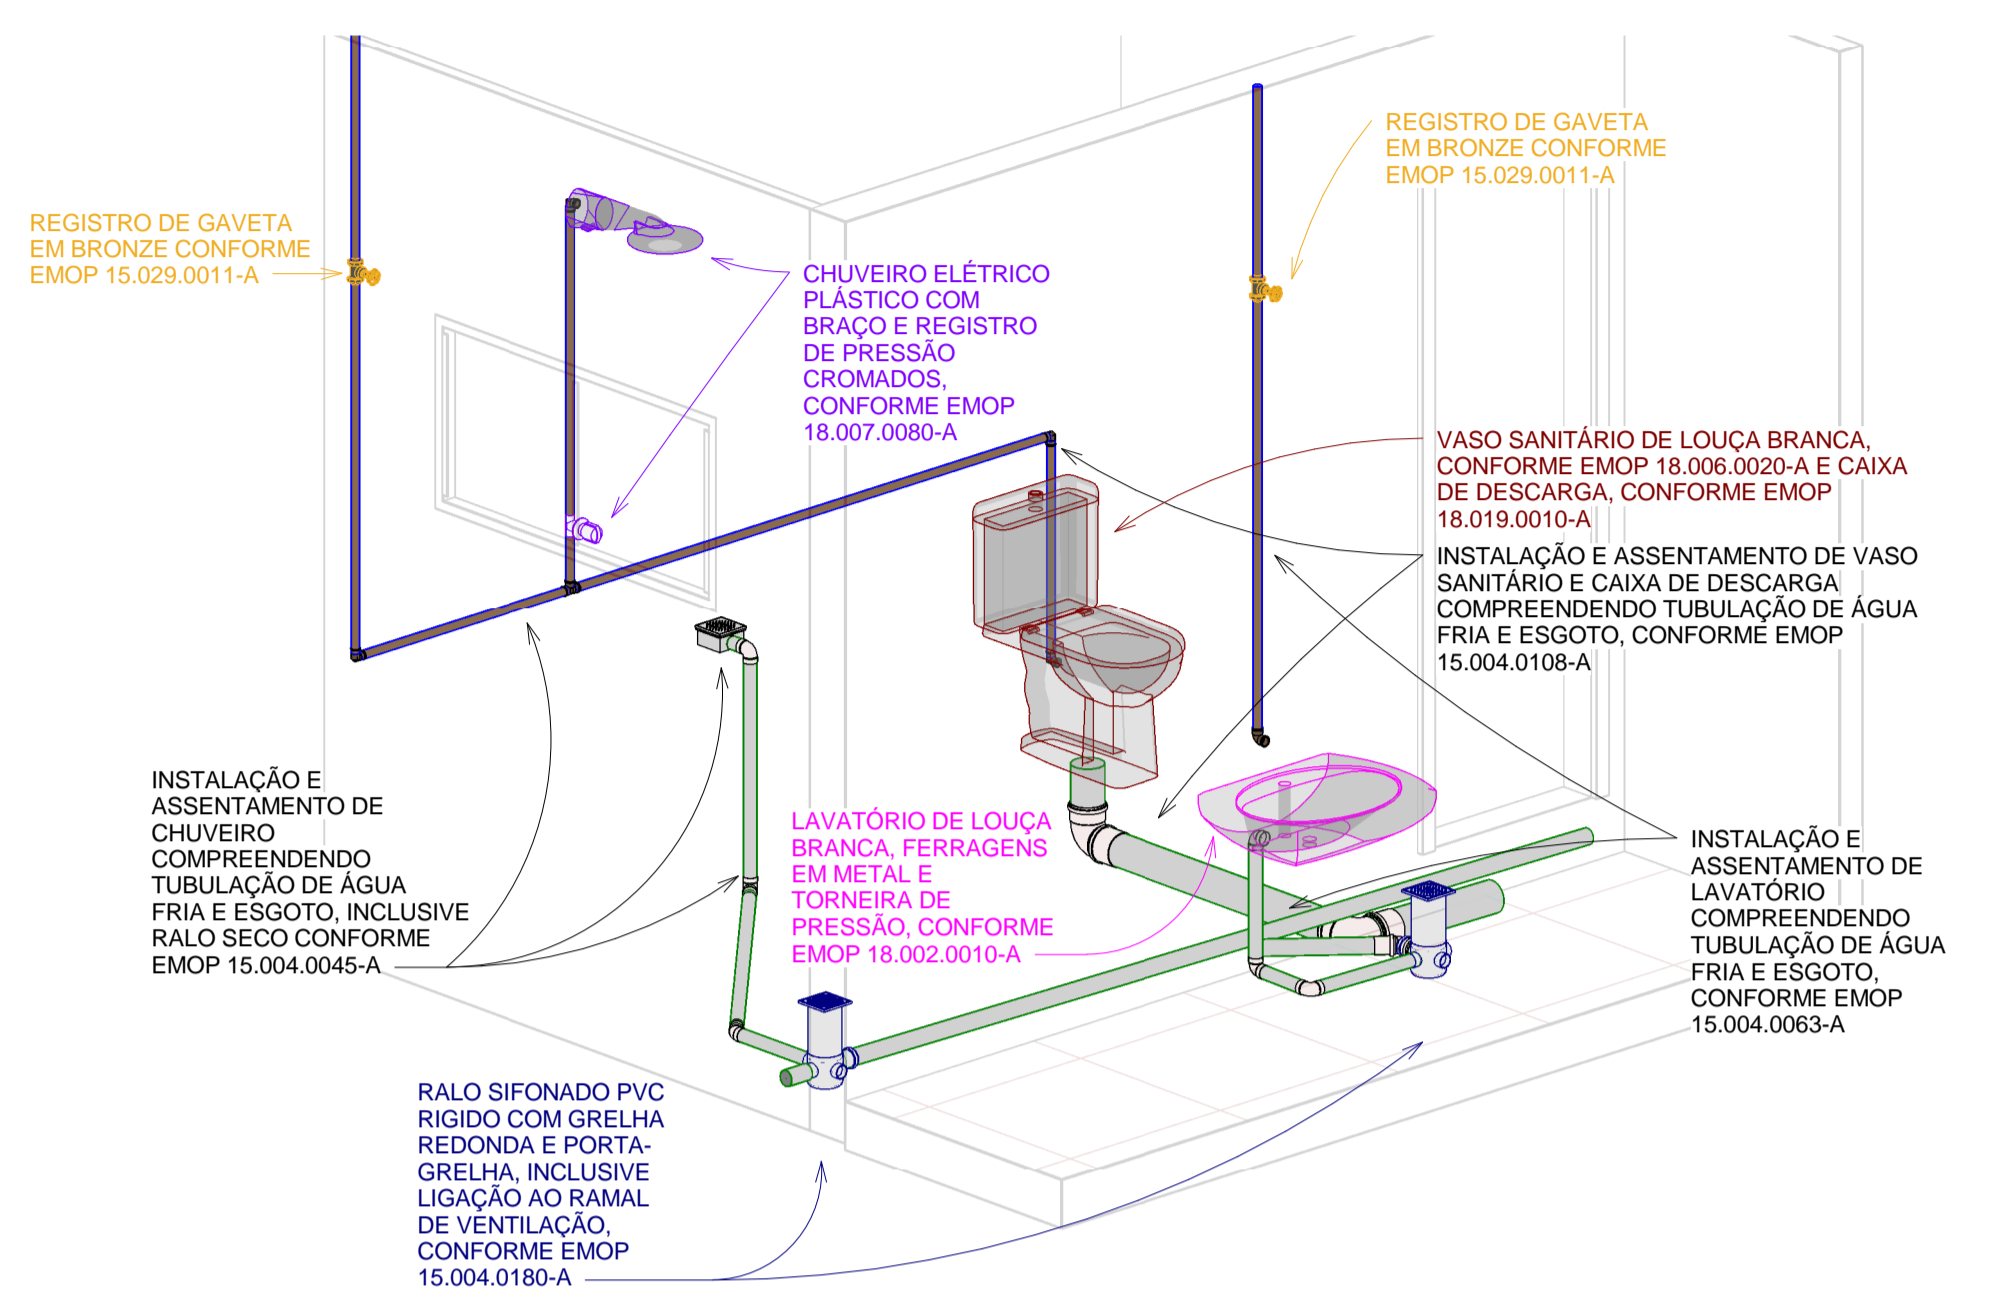 REGISTRO DE GAVETA
EM BRONZE CONFORME
EMOP 15.029.0011-A
REGISTRO DE GAVETA
EM BRONZE CONFORME
EMOP 15.029.0011-A
CHUVEIRO ELÉTRICO
PLÁSTICO COM
BRAÇO E REGISTRO
DE PRESSÃO
CROMADOS,
CONFORME EMOP
18.007.0080-A
VASO SANITÁRIO DE LOUÇA BRANCA,
CONFORME EMOP 18.006.0020-A E CAIXA
DE DESCARGA, CONFORME EMOP
18.019.0010-A
INSTALAÇÃO E ASSENTAMENTO DE VASO
SANITÁRIO E CAIXA DE DESCARGA
COMPREENDENDO TUBULAÇÃO DE ÁGUA
FRIA E ESGOTO, CONFORME EMOP
15.004.0108-A
INSTALAÇÃO E
ASSENTAMENTO DE
CHUVEIRO
COMPREENDENDO
TUBULAÇÃO DE ÁGUA
FRIA E ESGOTO, INCLUSIVE
RALO SECO CONFORME
EMOP 15.004.0045-A
LAVATÓRIO DE LOUÇA
BRANCA, FERRAGENS
EM METAL E
TORNEIRA DE
PRESSÃO, CONFORME
EMOP 18.002.0010-A
INSTALAÇÃO E
ASSENTAMENTO DE
LAVATÓRIO
COMPREENDENDO
TUBULAÇÃO DE ÁGUA
FRIA E ESGOTO,
CONFORME EMOP
15.004.0063-A
RALO SIFONADO PVC
RIGIDO COM GRELHA
REDONDA E PORTA-
GRELHA, INCLUSIVE
LIGAÇÃO AO RAMAL
DE VENTILAÇÃO,
CONFORME EMOP
15.004.0180-A